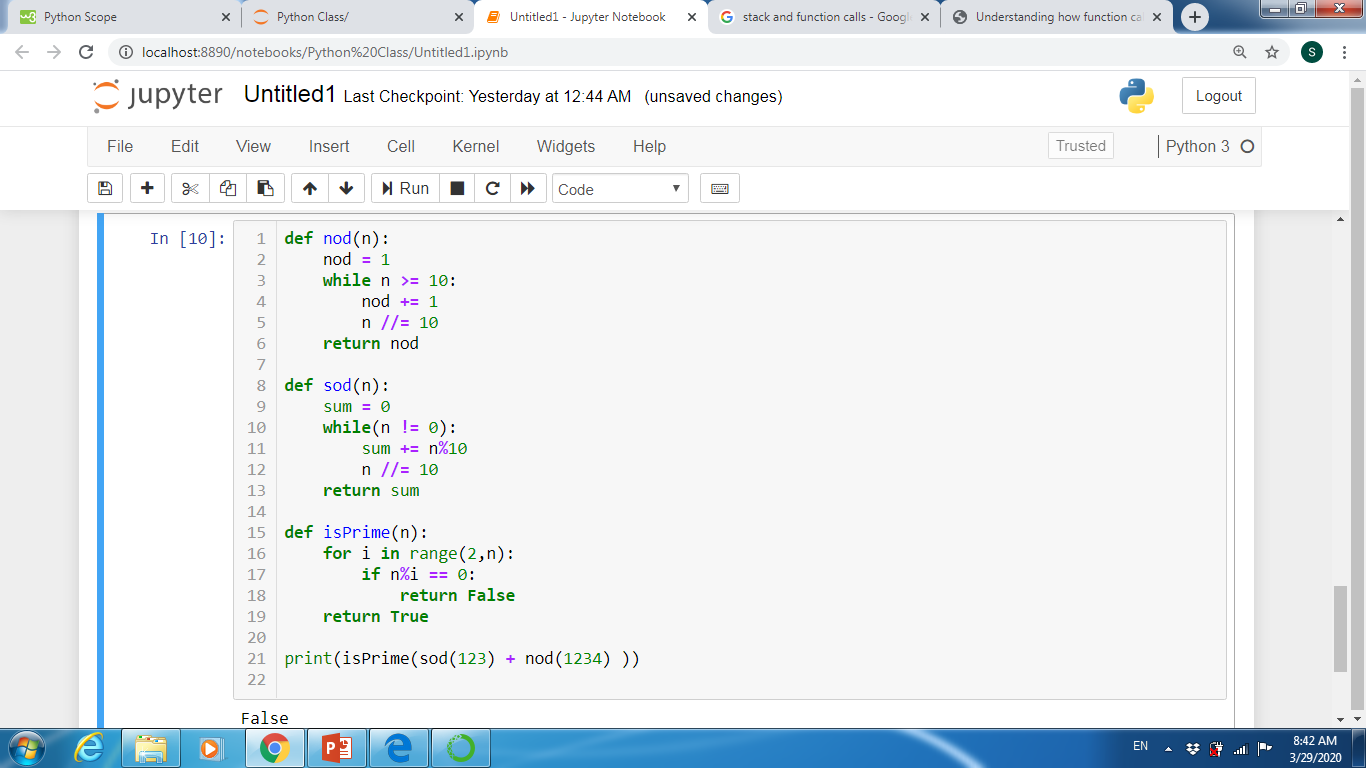 Python Scope
Python Class/
Untitled1 - Jupyter Notebook
stack and function calls - Googl
Understanding how function cal
localhost:8890/notebooks/Python%20Class/Untitled1.ipynb
S
jupyter Untitled1 Last Checkpoint: Yesterday at 12:44 AM (unsaved changes)
Logout
File Edit View Insert Cell Kernel Widgets Help
Trusted
Python 3
Run
Code
In [10]:
1 def nod(n):
2     nod = 1
3     while n >= 10:
4         nod += 1
5         n //= 10
6     return nod
7
8 def sod(n):
9     sum = 0
10     while(n != 0):
11         sum += n%10
12         n //= 10
13     return sum
14
15 def isPrime(n):
16     for i in range(2,n):
17         if n%i == 0:
18             return False
19     return True
20
21 print(isPrime(sod(123) + nod(1234) ))
22
False
EN
8:42 AM
3/29/2020